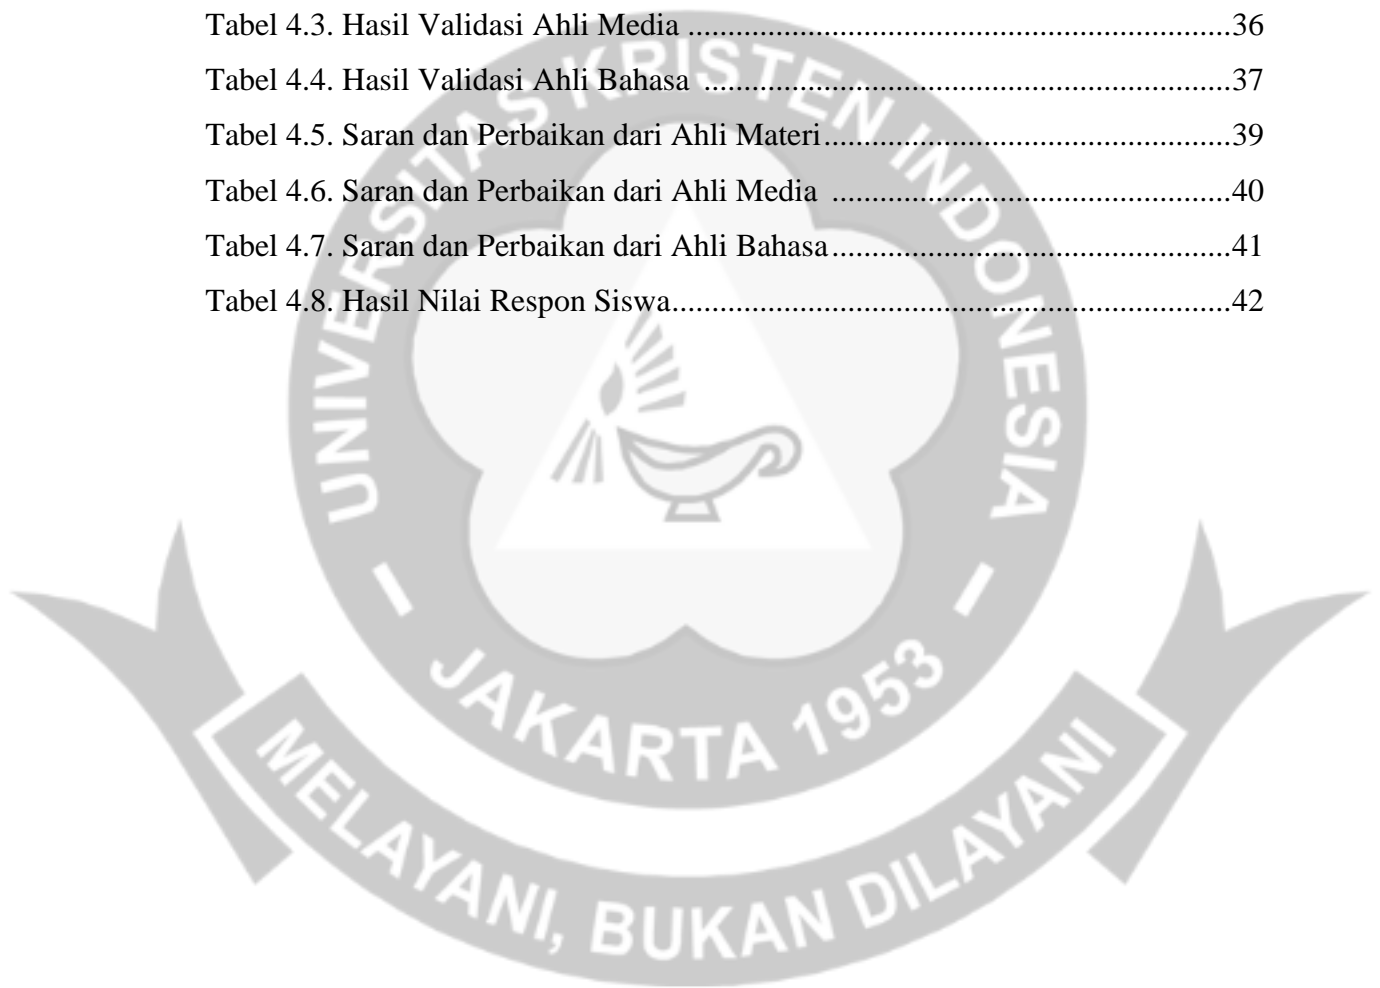 Tabel 4.3. Hasil Validasi Ahli Media ....................................................................36
Tabel 4.4. Hasil Validasi Ahli Bahasa ..................................................................37
Tabel 4.5. Saran dan Perbaikan dari Ahli Materi...................................................39
Tabel 4.6. Saran dan Perbaikan dari Ahli Media ..................................................40
Tabel 4.7. Saran dan Perbaikan dari Ahli Bahasa..................................................41
Tabel 4.8. Hasil Nilai Respon Siswa......................................................................42
UNIVERSITAS KRISTEN INDONESIA
JAKARTA 1953
MELAYANI, BUKAN DILAYANI